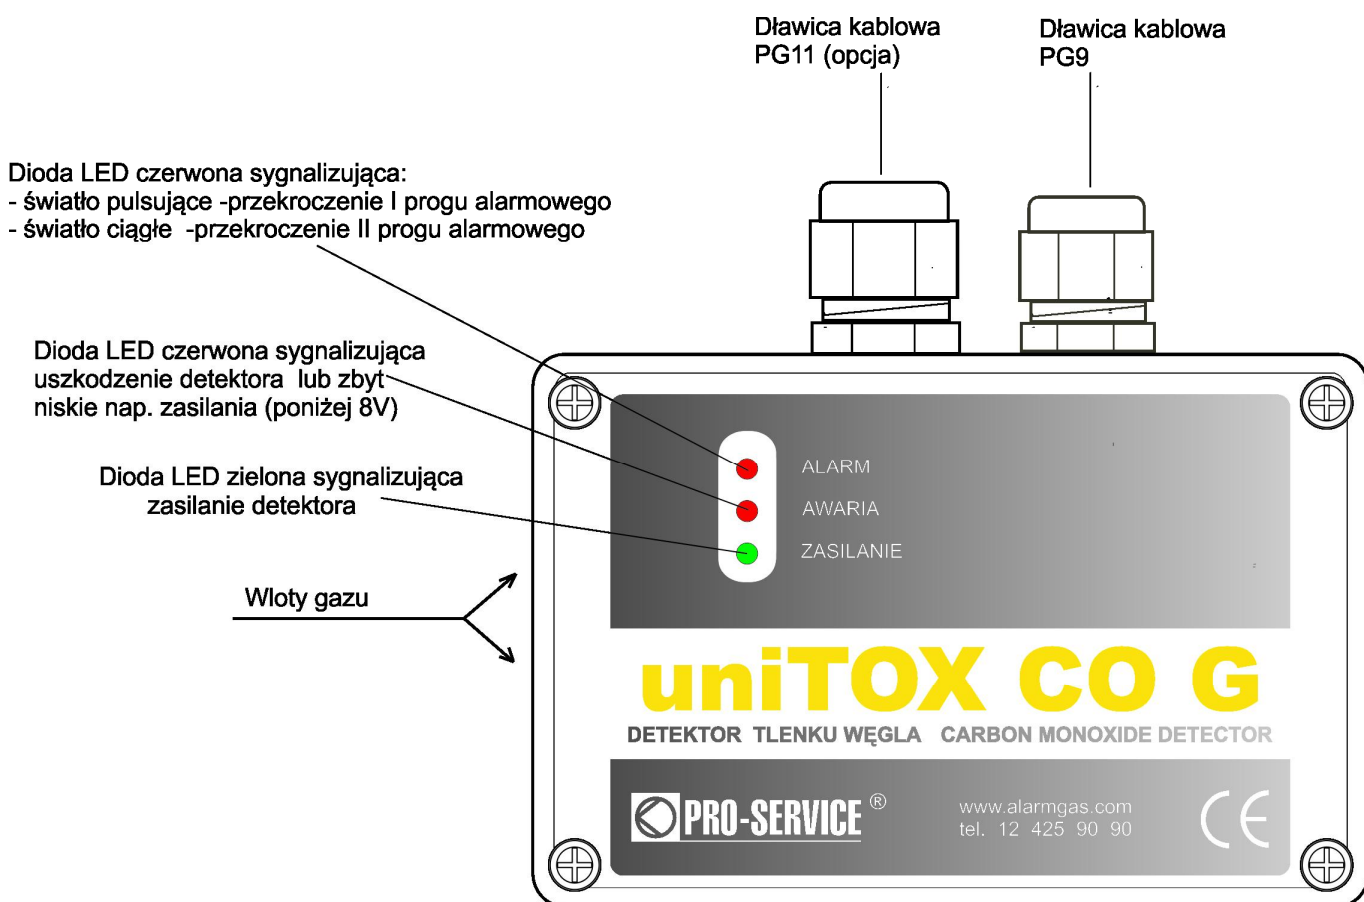 Dławica kablowa
PG11 (opcja)
Dławica kablowa
PG9
Dioda LED czerwona sygnalizująca:
- światło pulsujące -przekroczenie I progu alarmowego
- światło ciągłe -przekroczenie II progu alarmowego
Dioda LED czerwona sygnalizująca
uszkodzenie detektora lub zbyt
niskie nap. zasilania (poniżej 8V)
Dioda LED zielona sygnalizująca
zasilanie detektora
Wloty gazu
ALARM
AWARIA
ZASILANIE
uniTOX CO G
DETEKTOR TLENKU WĘGLA CARBON MONOXIDE DETECTOR
PRO-SERVICE ®
www.alarmgas.com
tel. 12 425 90 90
CE